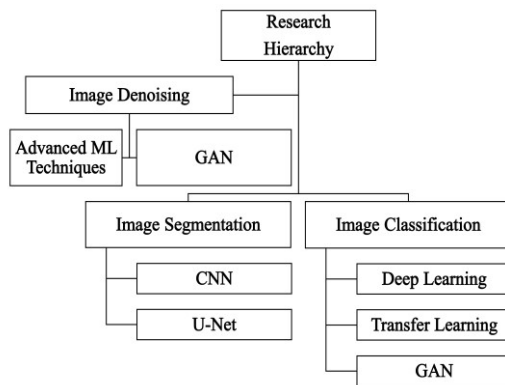 Research
Hierarchy
Image Denoising
Advanced ML
Techniques
GAN
Image Segmentation
Image Classification
CNN
Deep Learning
U-Net
Transfer Learning
GAN